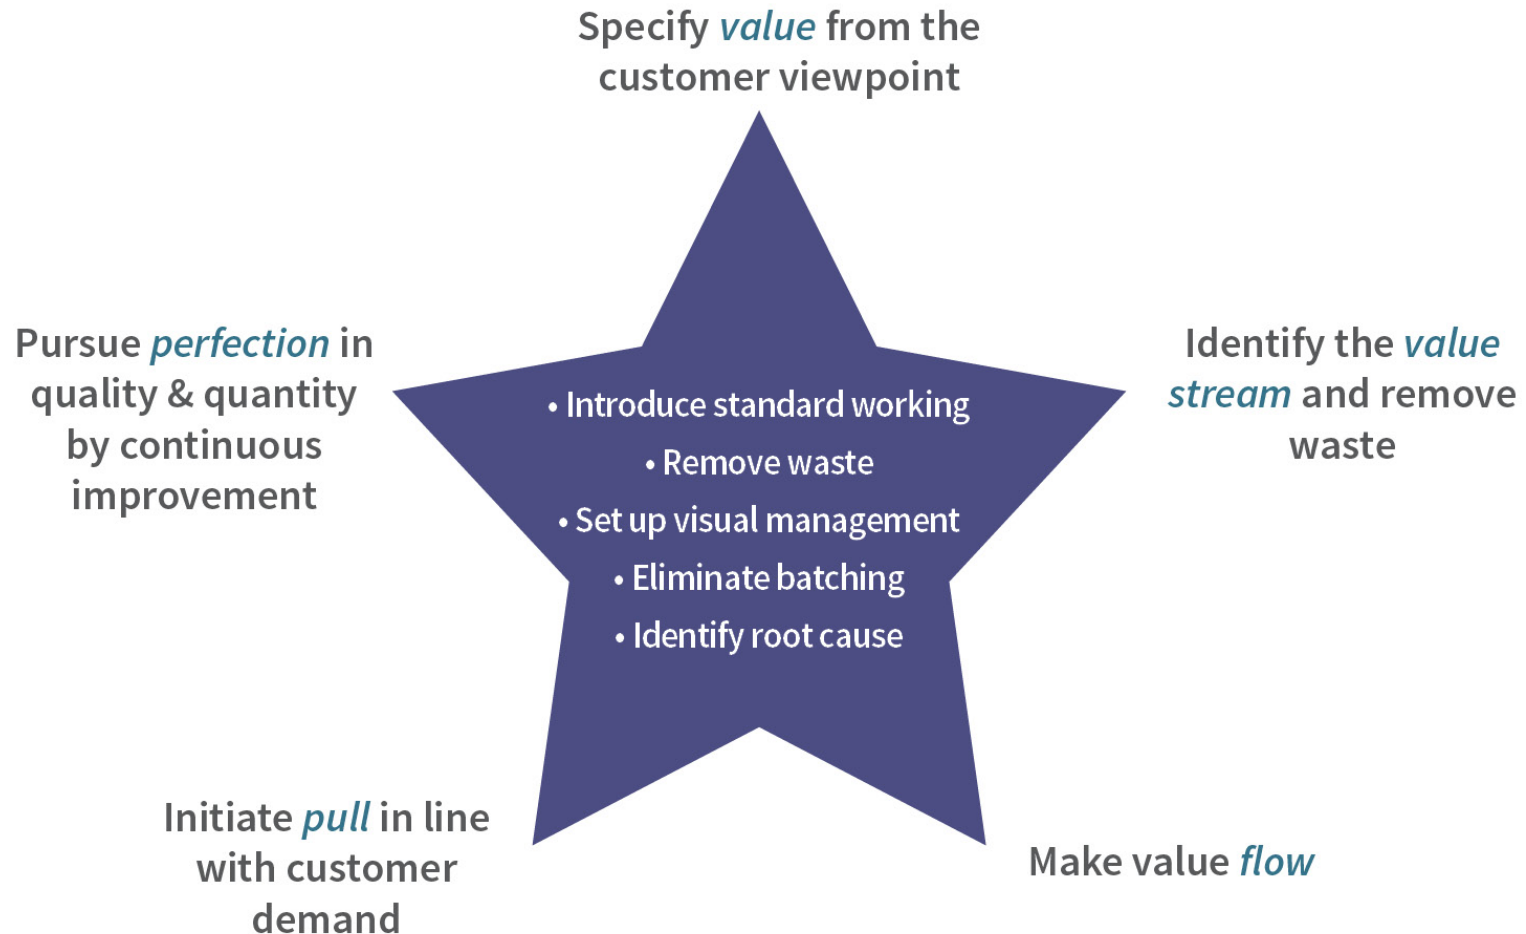 Specify value from the
customer viewpoint
Pursue perfection in
quality & quantity
by continuous
improvement
Identify the value
stream and remove
waste
• Introduce standard working
• Remove waste
• Set up visual management
• Eliminate batching
• Identify root cause
Initiate pull in line
with customer
demand
Make value flow